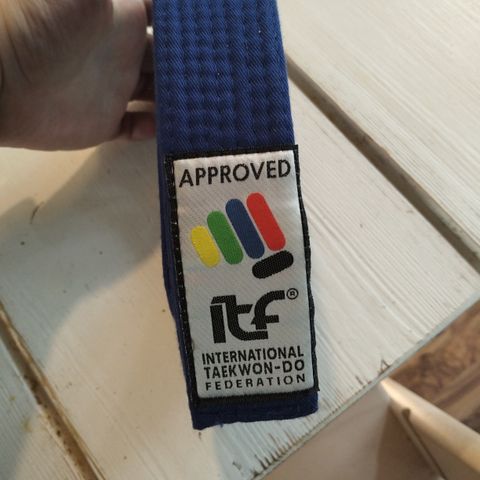 APPROVED
itf®
INTERNATIONAL
TAEKWON-DO
FEDERATION